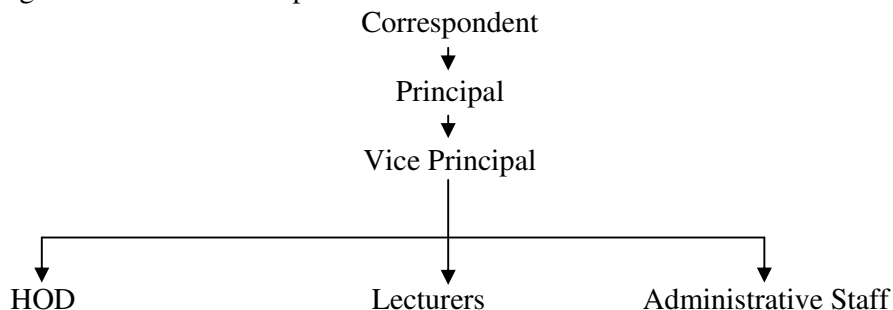 Correspondent
Principal
Vice Principal
HOD Lecturers Administrative Staff